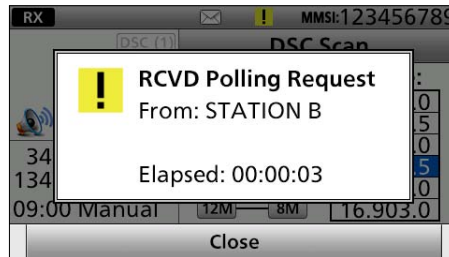 RX MMSI:123456789
DSC (1) DSC Scan
RCVD Polling Request
From: STATION B
Elapsed: 00:00:03
34
134
09:00 Manual 12M 8M 16.903.0
Close